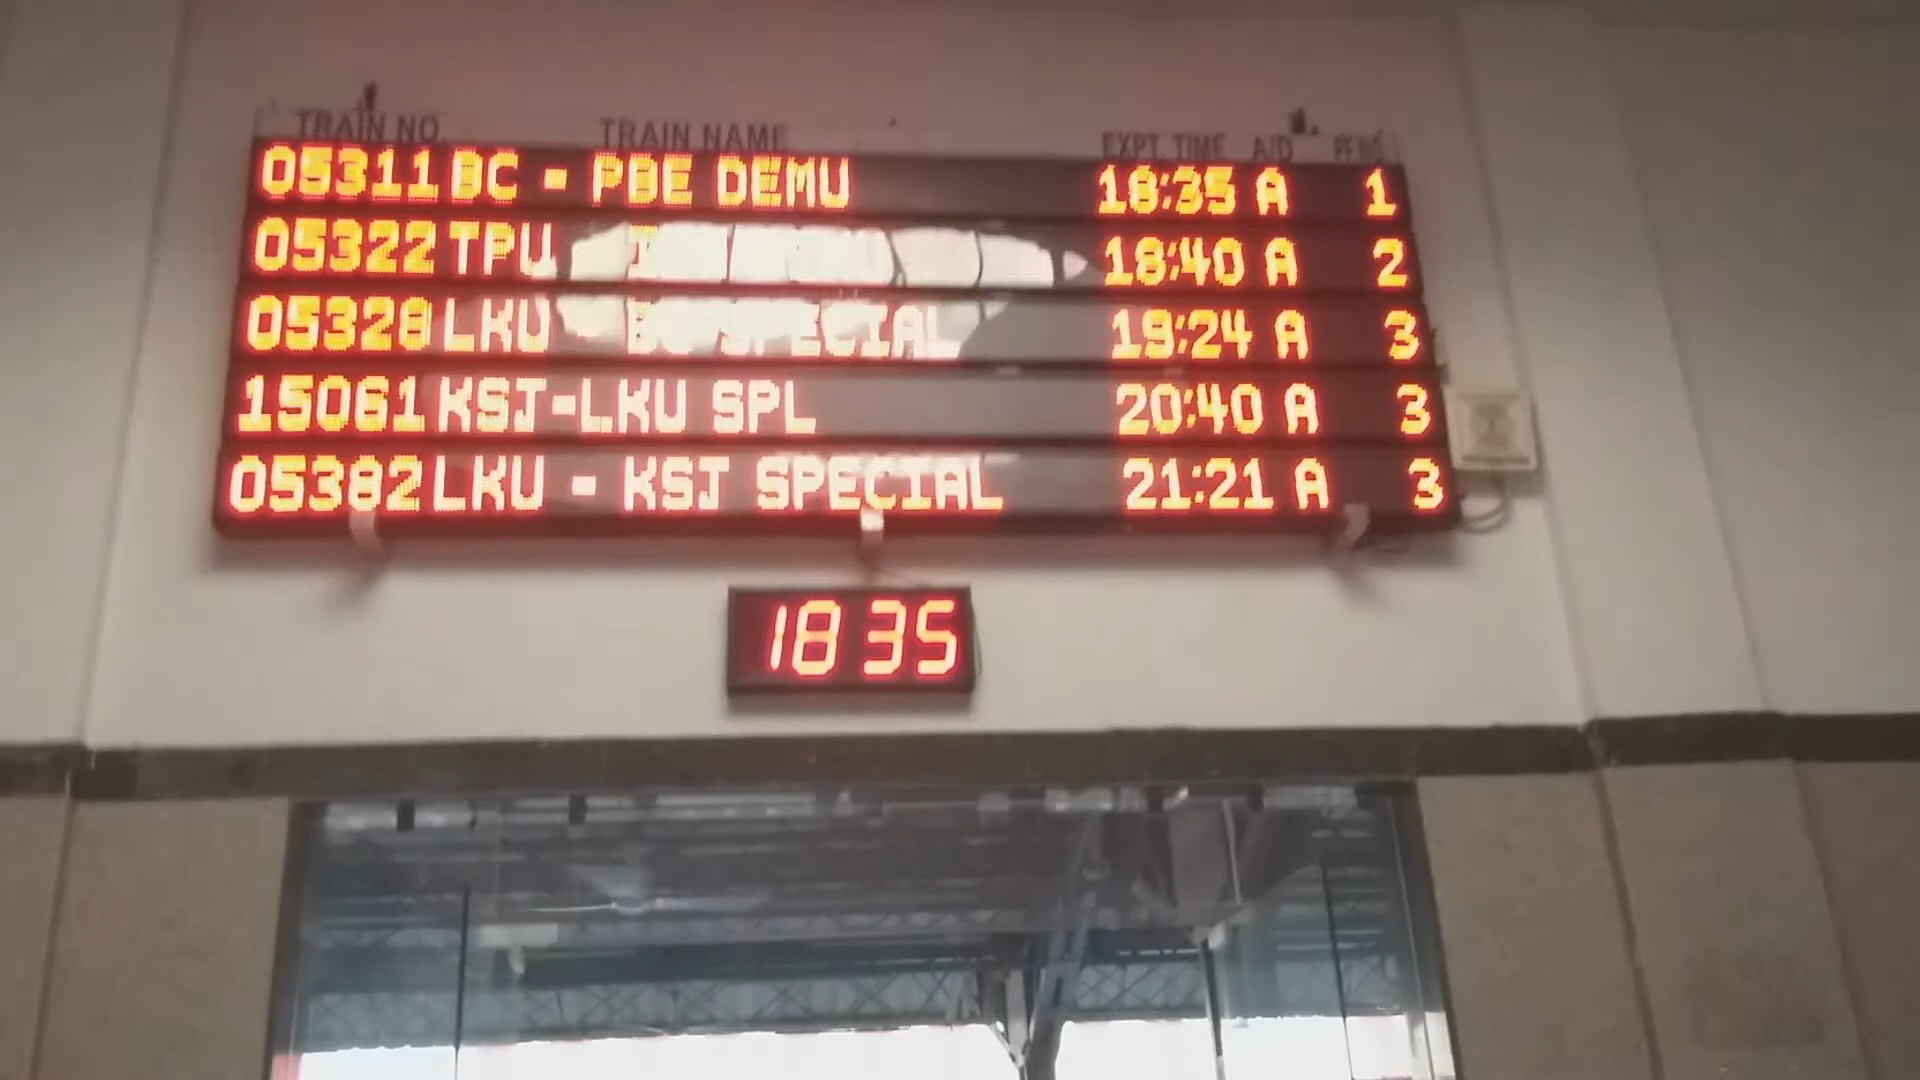 TRAIN NO. TRAIN NAME EXPT. TIME A/D PF.NO
05311 BC - PBE DEMU 18:35 A 1
05322 TPU 18:40 A 2
05328 LKU SPECIAL 19:24 A 3
15061 KSJ-LKU SPL 20:40 A 3
05382 LKU - KSJ SPECIAL 21:21 A 3
18 35